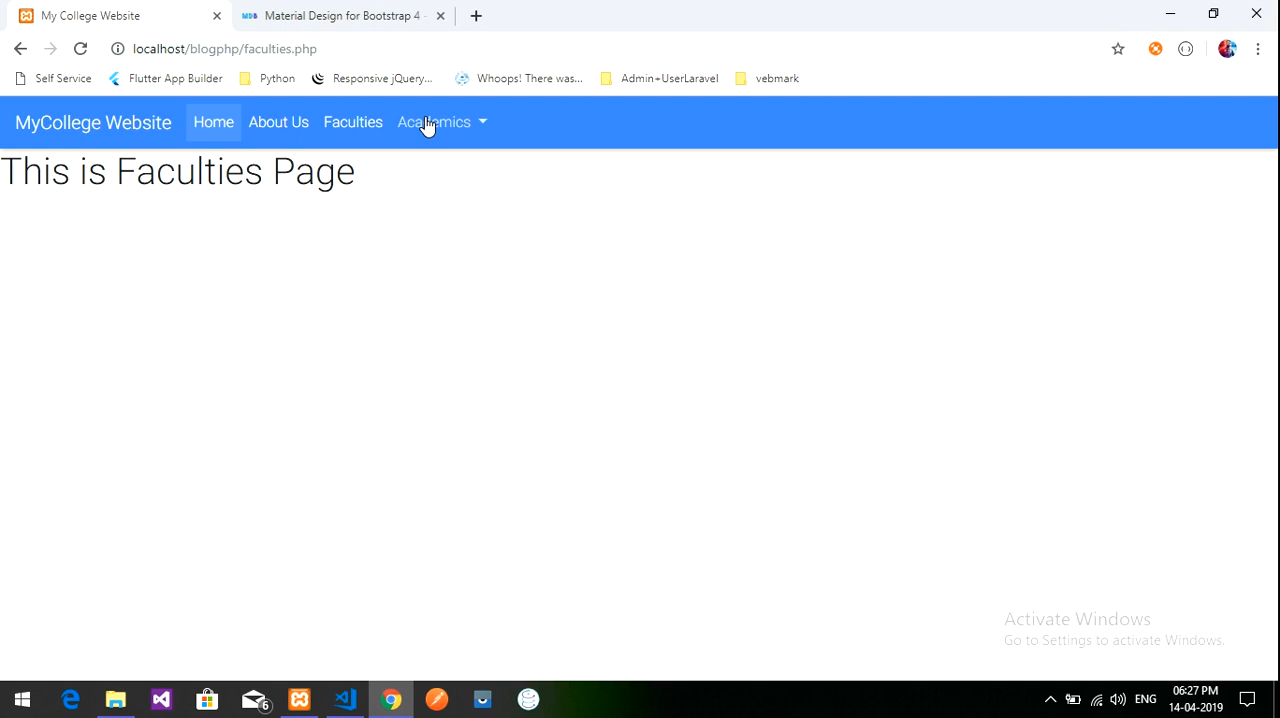 My College Website
MDB Material Design for Bootstrap 4 -
localhost/blogphp/faculties.php
Self Service Flutter App Builder Python Responsive jQuery... Whoops! There was... Admin+UserLaravel vebmark
MyCollege Website Home About Us Faculties Academics
This is Faculties Page
Activate Windows
Go to Settings to activate Windows.
6
ENG
06:27 PM
14-04-2019